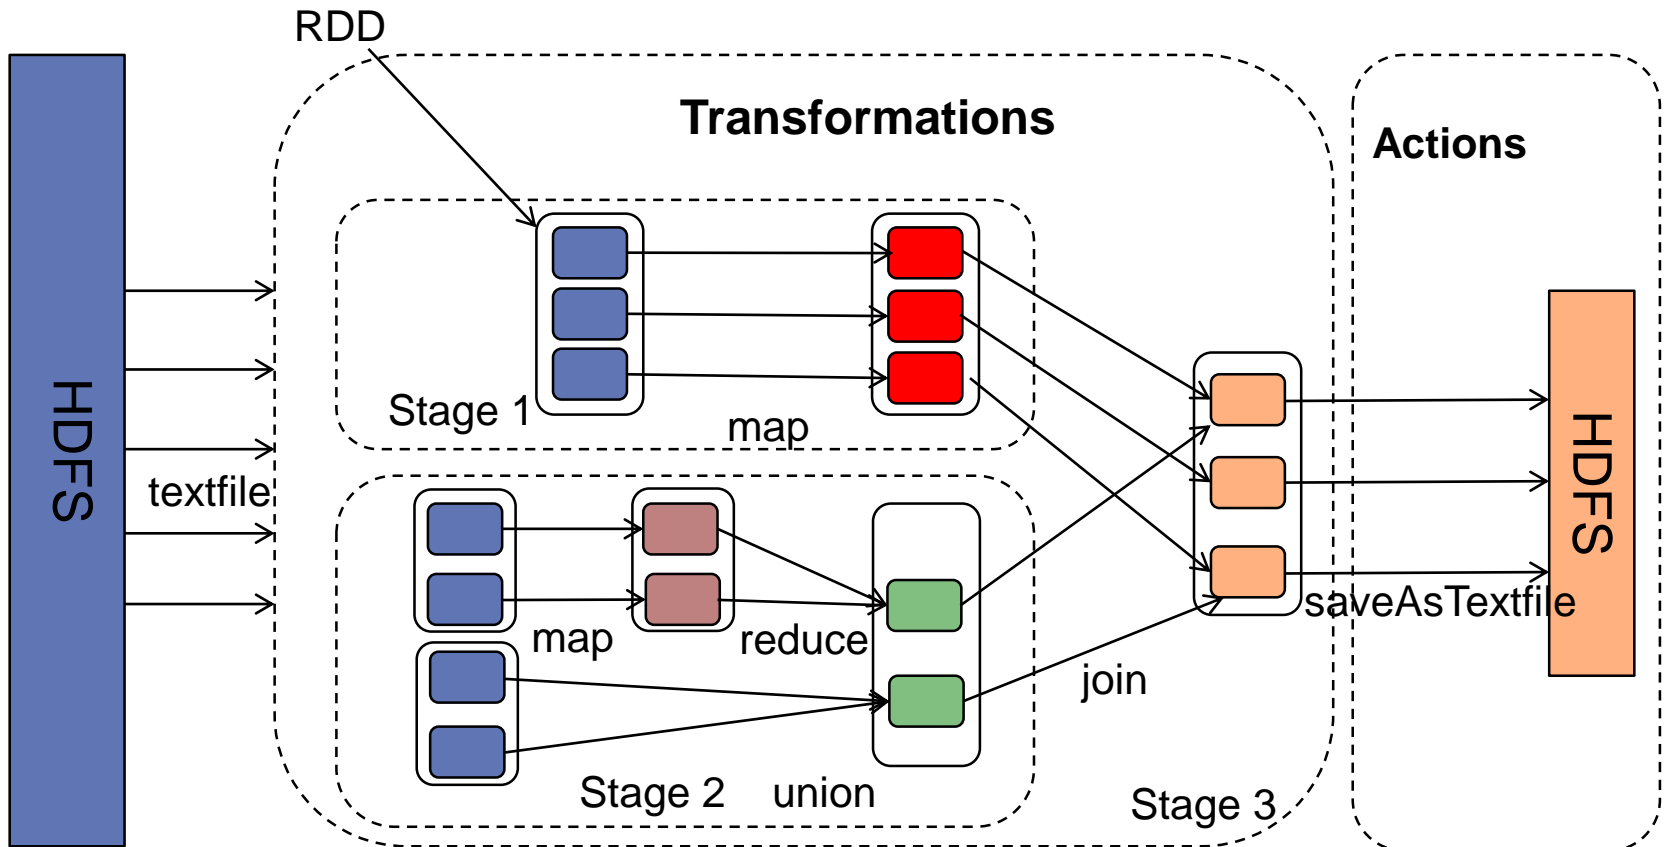 RDD
Transformations
Actions
HDFS
textfile
Stage 1
map
map
reduce
Stage 2
union
join
Stage 3
saveAsTextfile
HDFS